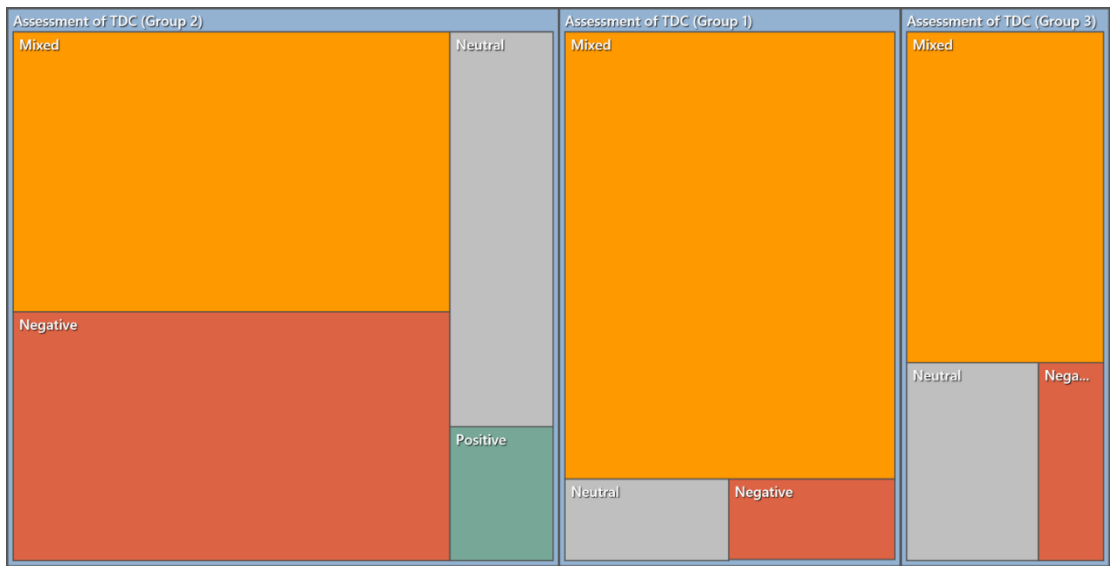 Assessment of TDC (Group 2)
Mixed
Neutral
Negative
Positive
Assessment of TDC (Group 1)
Mixed
Neutral
Negative
Assessment of TDC (Group 3)
Mixed
Neutral
Nega...